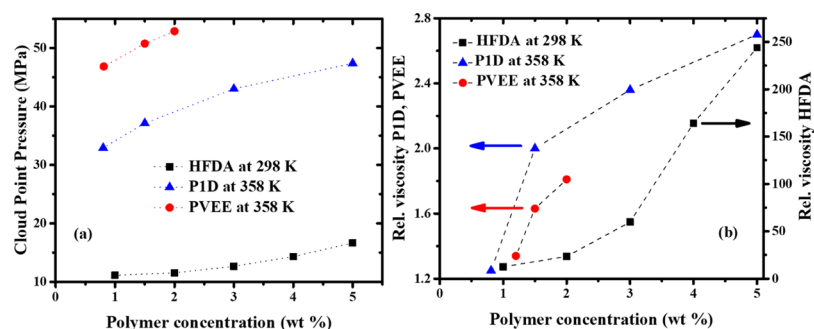 Cloud Point Pressure (MPa)
60
50
40
30
20
10
HFDA at 298 K
P1D at 358 K
PVEE at 358 K
(a)
0 1 2 3 4 5
Polymer concentration (wt %)
Rel. viscosity P1D, PVEE
2.8
2.4
2.0
1.6
1.2
HFDA at 298 K
P1D at 358 K
PVEE at 358 K
(b)
0 1 2 3 4 5
Polymer concentration (wt %)
250
200
150
100
50
0
Rel. viscosity HFDA